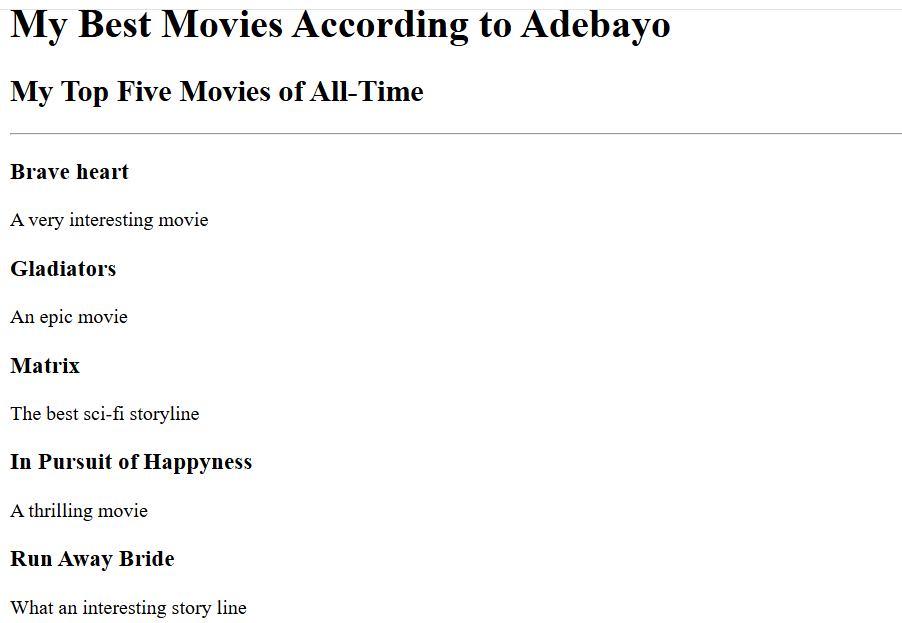 My Best Movies According to Adebayo
My Top Five Movies of All-Time
Brave heart
A very interesting movie
Gladiators
An epic movie
Matrix
The best sci-fi storyline
In Pursuit of Happyness
A thrilling movie
Run Away Bride
What an interesting story line